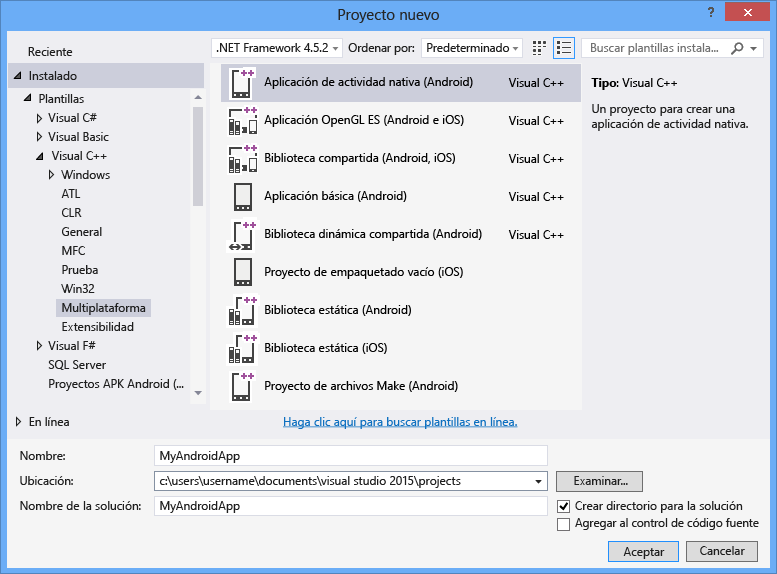 Proyecto nuevo
?
Reciente
.NET Framework 4.5.2 Ordenar por: Predeterminado Buscar plantillas instala...
Instalado
Plantillas
Visual C#
Visual Basic
Visual C++
Windows
ATL
CLR
General
MFC
Prueba
Win32
Multiplataforma
Extensibilidad
Visual F#
SQL Server
Proyectos APK Android (...
En línea
Aplicación de actividad nativa (Android) Visual C++
Aplicación OpenGL ES (Android e iOS) Visual C++
Biblioteca compartida (Android, iOS) Visual C++
Aplicación básica (Android) Visual C++
Biblioteca dinámica compartida (Android) Visual C++
Proyecto de empaquetado vacío (iOS)
Biblioteca estática (Android)
Biblioteca estática (iOS)
Proyecto de archivos Make (Android)
Haga clic aquí para buscar plantillas en línea.
Tipo: Visual C++
Un proyecto para crear una
aplicación de actividad nativa.
Nombre: MyAndroidApp
Ubicación: c:\users\username\documents\visual studio 2015\projects Examinar...
Nombre de la solución: MyAndroidApp
Crear directorio para la solución
Agregar al control de código fuente
Aceptar Cancelar